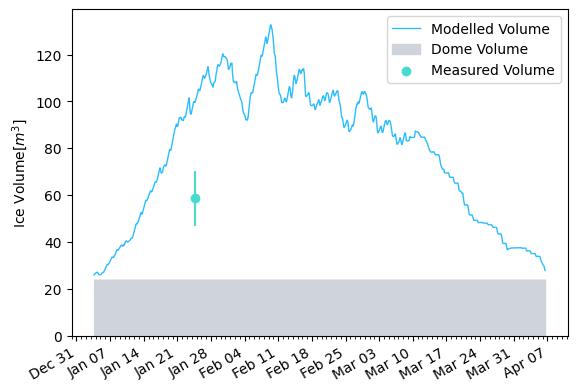 Modelled Volume
Dome Volume
Measured Volume
Ice Volume[m³]
120
100
80
60
40
20
0
Dec 31
Jan 07
Jan 14
Jan 21
Jan 28
Feb 04
Feb 11
Feb 18
Feb 25
Mar 03
Mar 10
Mar 17
Mar 24
Mar 31
Apr 07